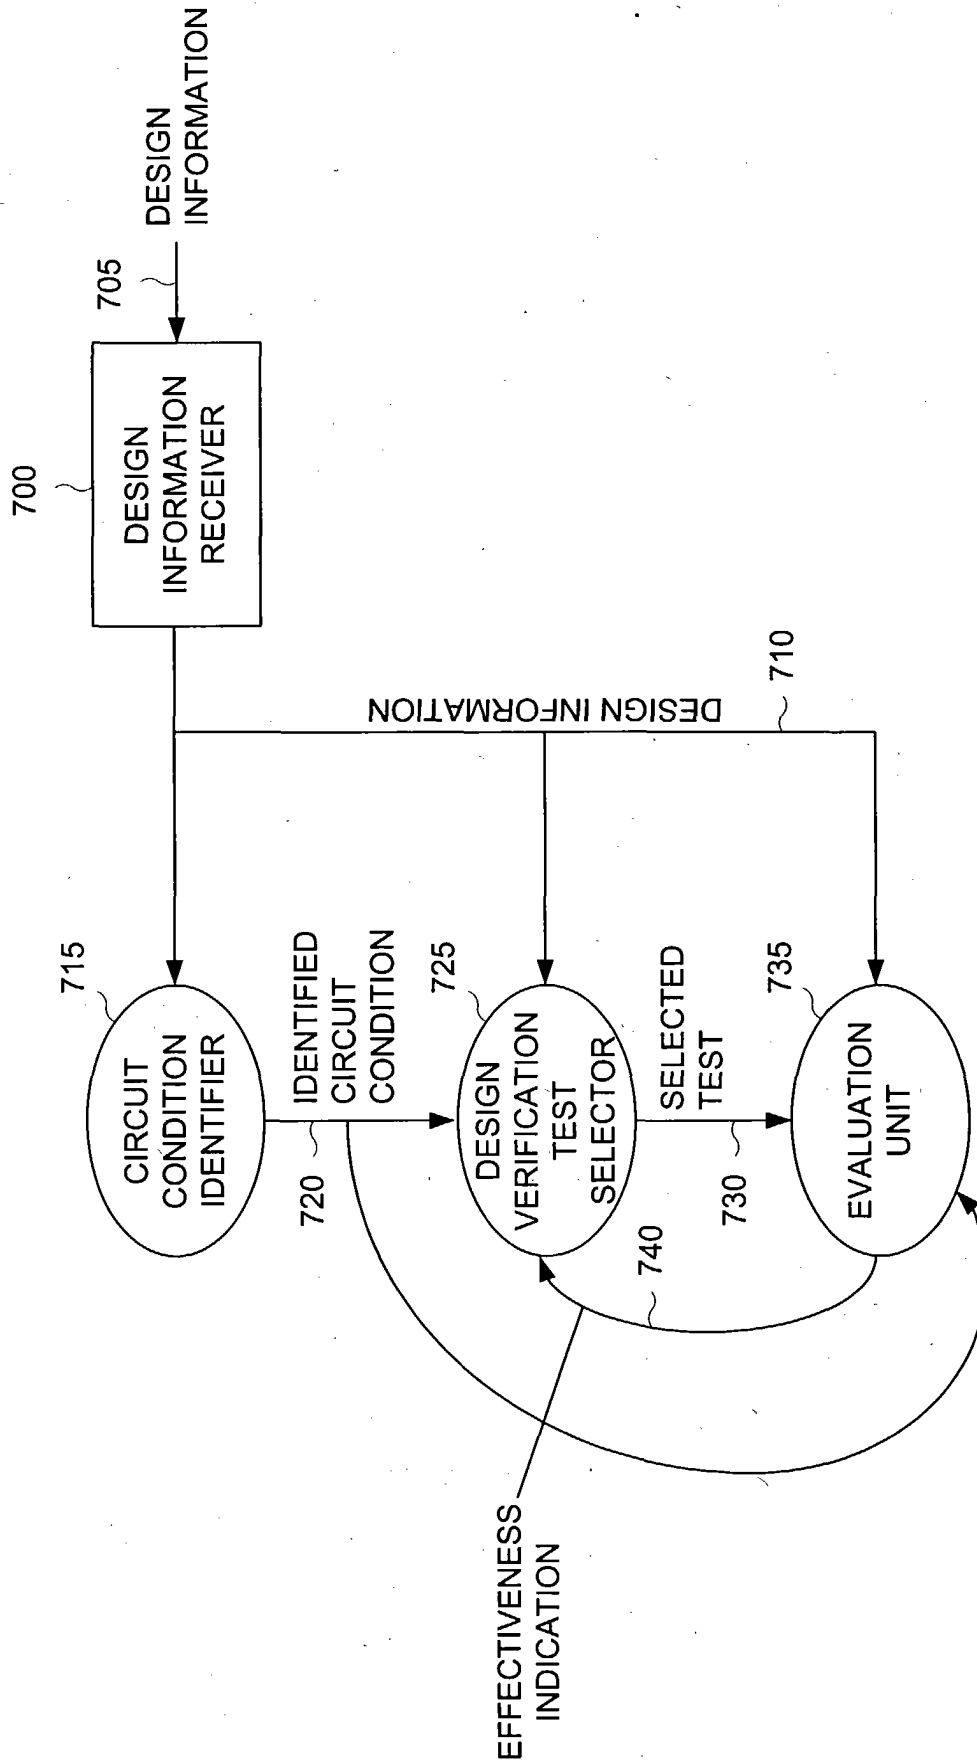 DESIGN
INFORMATION
705
700
DESIGN
INFORMATION
RECEIVER
DESIGN INFORMATION
710
715
CIRCUIT
CONDITION
IDENTIFIER
IDENTIFIED
CIRCUIT
CONDITION
720
725
DESIGN
VERIFICATION
TEST
SELECTOR
SELECTED
TEST
730
735
EVALUATION
UNIT
740
EFFECTIVENESS
INDICATION